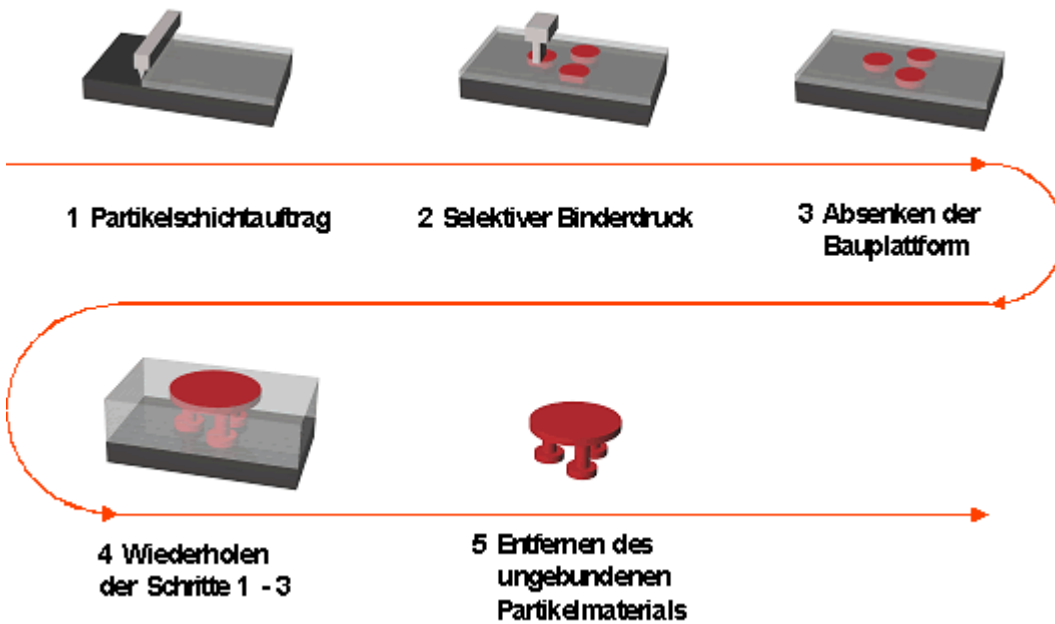 1 Partikelschichtauftrag
2 Selektiver Binderdruck
3 Absenken der
Bauplattform
4 Wiederholen
der Schritte 1 - 3
5 Entfernen des
ungebundenen
Partikelmaterials